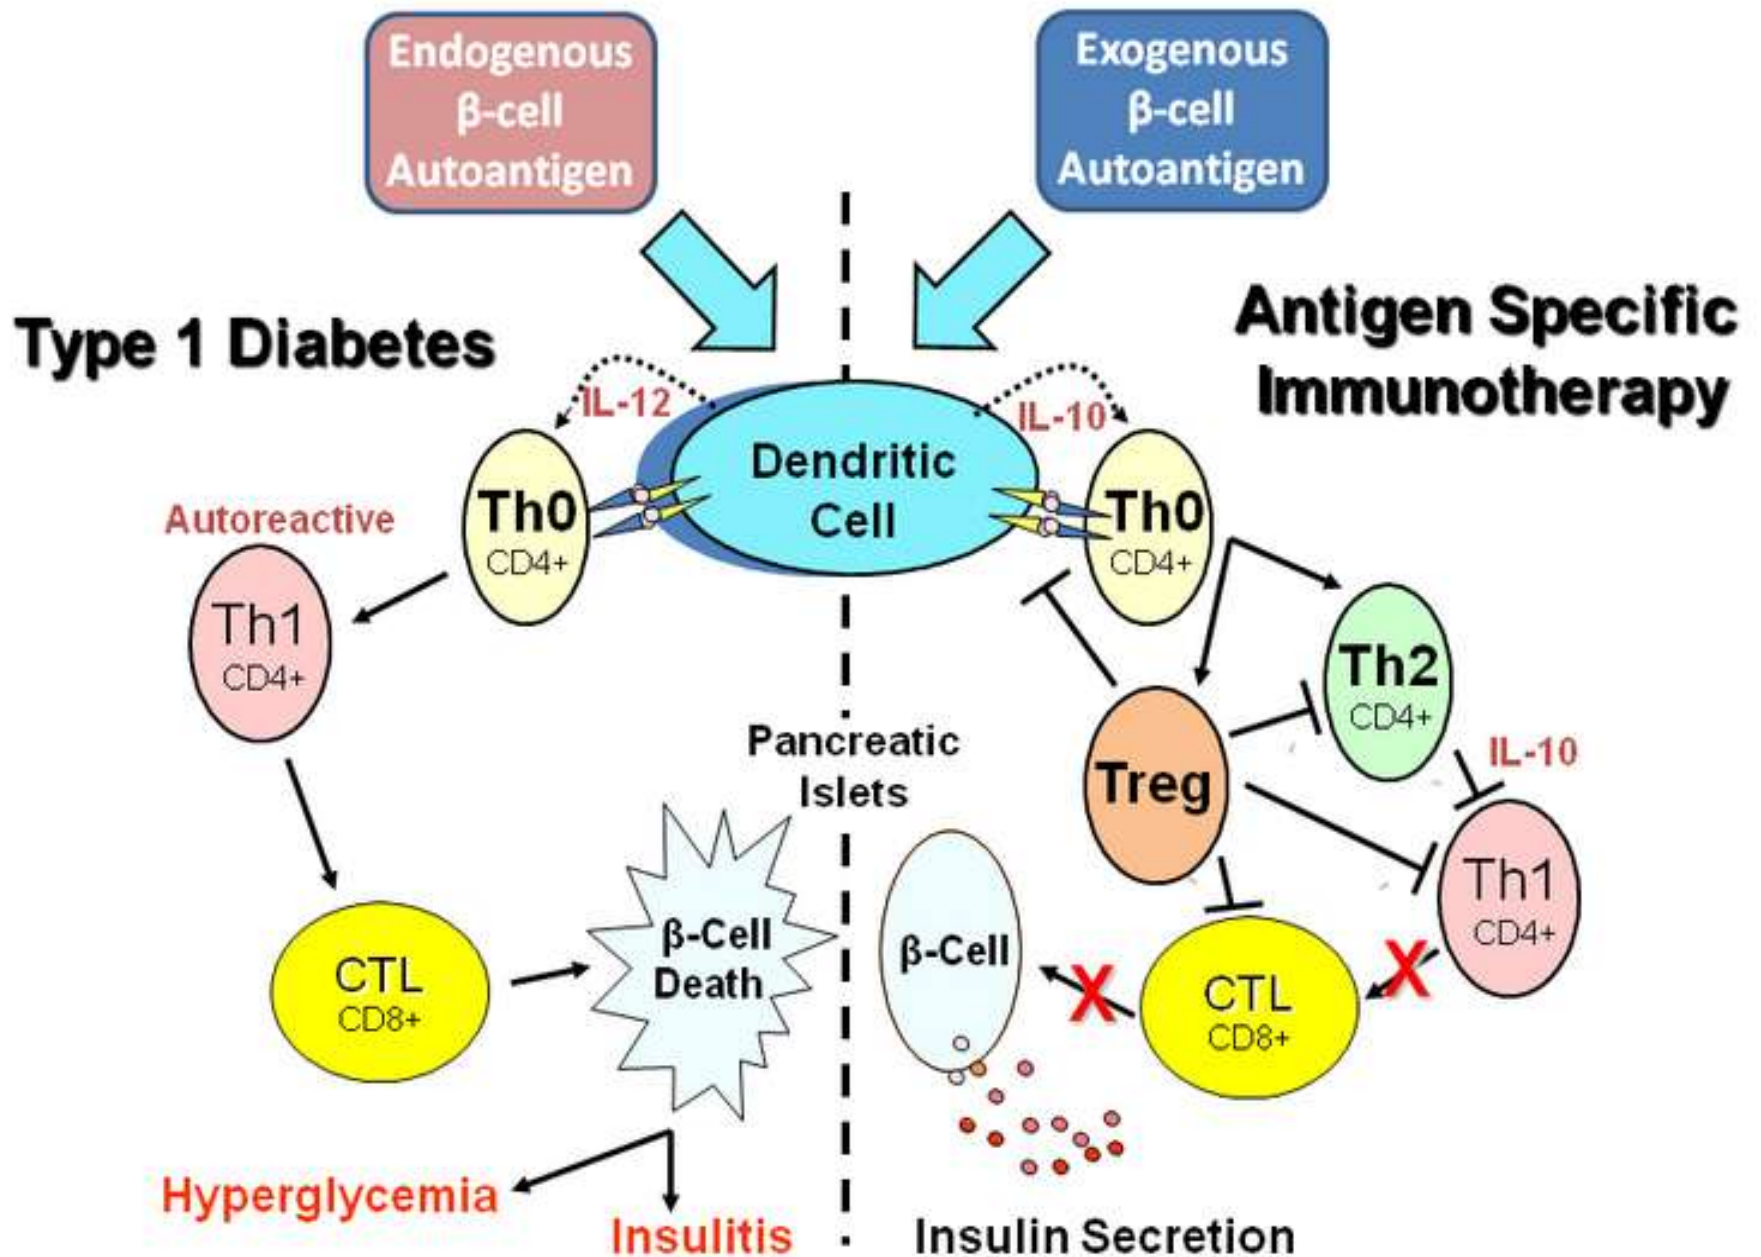 Endogenous
β-cell
Autoantigen
Exogenous
β-cell
Autoantigen
Type 1 Diabetes
Antigen Specific
Immunotherapy
IL-12
IL-10
Dendritic
Cell
Th0
CD4+
Th0
CD4+
Autoreactive
Th1
CD4+
Th2
CD4+
Pancreatic
Islets
Treg
IL-10
Th1
CD4+
CTL
CD8+
β-Cell
Death
β-Cell
X
X
CTL
CD8+
Hyperglycemia
Insulitis
Insulin Secretion